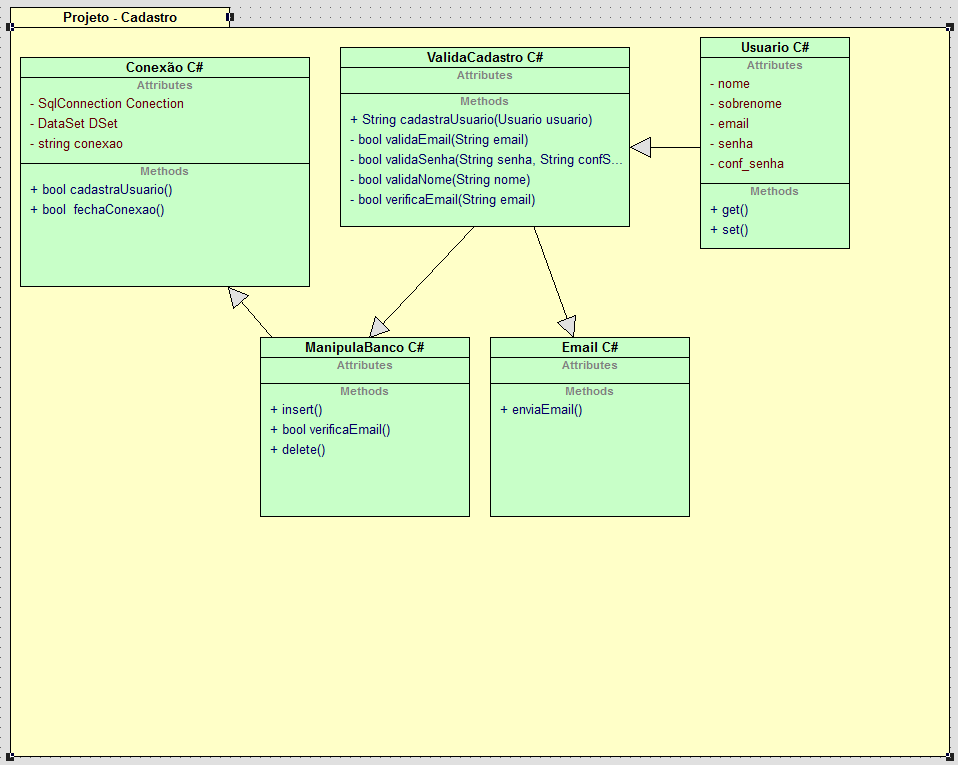 Projeto - Cadastro
Conexão C#
Attributes
- SqlConnection Conection
- DataSet DSet
- string conexao
Methods
+ bool cadastraUsuario()
+ bool  fechaConexao()
ValidaCadastro C#
Attributes
Methods
+ String cadastraUsuario(Usuario usuario)
- bool validaEmail(String email)
- bool validaSenha(String senha, String confS...
- bool validaNome(String nome)
- bool verificaEmail(String email)
Usuario C#
Attributes
- nome
- sobrenome
- email
- senha
- conf_senha
Methods
+ get()
+ set()
ManipulaBanco C#
Attributes
Methods
+ insert()
+ bool verificaEmail()
+ delete()
Email C#
Attributes
Methods
+ enviaEmail()